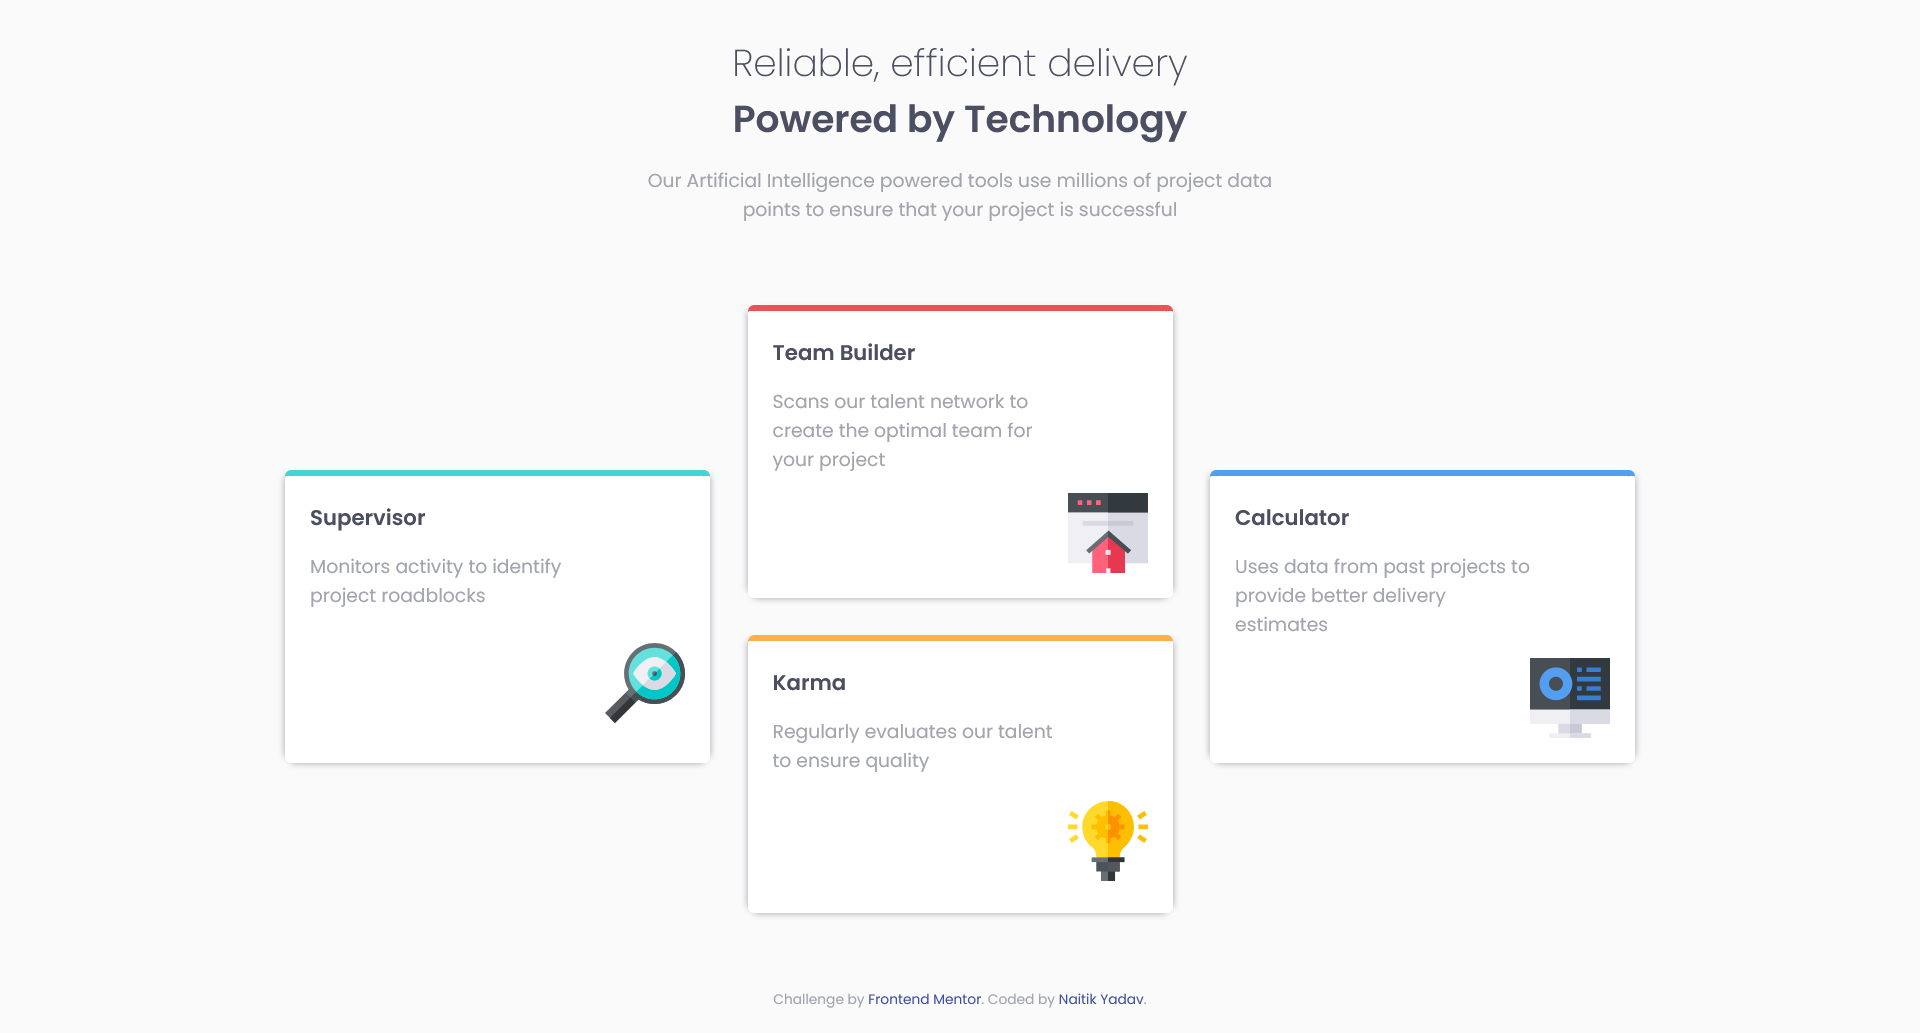 Reliable, efficient delivery
Powered by Technology
Our Artificial Intelligence powered tools use millions of project data
points to ensure that your project is successful
Supervisor
Monitors activity to identify
project roadblocks
Team Builder
Scans our talent network to
create the optimal team for
your project
Karma
Regularly evaluates our talent
to ensure quality
Calculator
Uses data from past projects to
provide better delivery
estimates
Challenge by Frontend Mentor. Coded by Naitik Yadav.